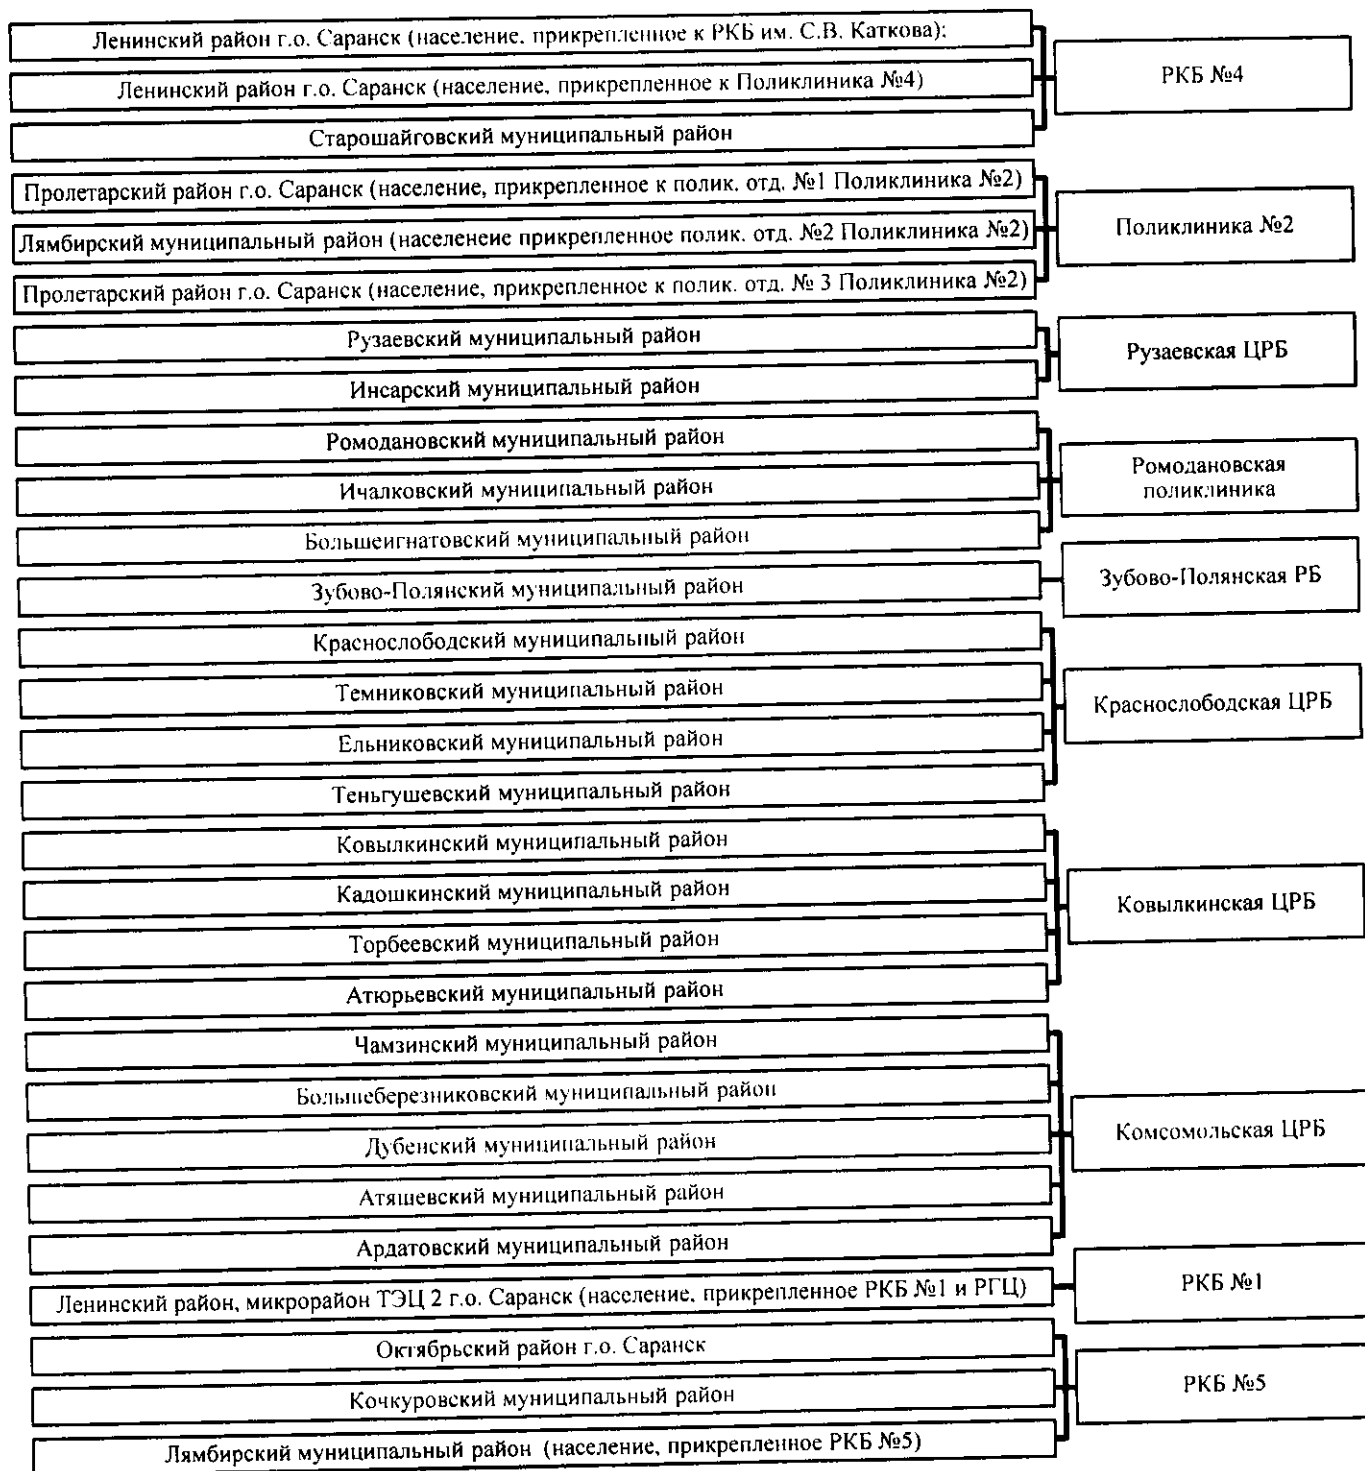 Ленинский район г.о. Саранск (население, прикрепленное к РКБ им. С.В. Каткова):
Ленинский район г.о. Саранск (население, прикрепленное к Поликлиника №4)
Старошайговский муниципальный район
РКБ №4
Пролетарский район г.о. Саранск (население, прикрепленное к полик. отд. №1 Поликлиника №2)
Лямбирский муниципальный район (населенеие прикрепленное полик. отд. №2 Поликлиника №2)
Пролетарский район г.о. Саранск (население, прикрепленное к полик. отд. № 3 Поликлиника №2)
Поликлиника №2
Рузаевский муниципальный район
Инсарский муниципальный район
Рузаевская ЦРБ
Ромодановский муниципальный район
Ичалковский муниципальный район
Большеигнатовский муниципальный район
Ромодановская
поликлиника
Зубово-Полянский муниципальный район
Зубово-Полянская РБ
Краснослободский муниципальный район
Темниковский муниципальный район
Ельниковский муниципальный район
Теньгушевский муниципальный район
Краснослободская ЦРБ
Ковылкинский муниципальный район
Кадошкинский муниципальный район
Торбеевский муниципальный район
Атюрьевский муниципальный район
Ковылкинская ЦРБ
Чамзинский муниципальный район
Большеберезниковский муниципальный район
Дубенский муниципальный район
Атяшевский муниципальный район
Ардатовский муниципальный район
Комсомольская ЦРБ
Ленинский район, микрорайон ТЭЦ 2 г.о. Саранск (население, прикрепленное РКБ №1 и РГЦ)
РКБ №1
Октябрьский район г.о. Саранск
Кочкуровский муниципальный район
Лямбирский муниципальный район (население, прикрепленное РКБ №5)
РКБ №5